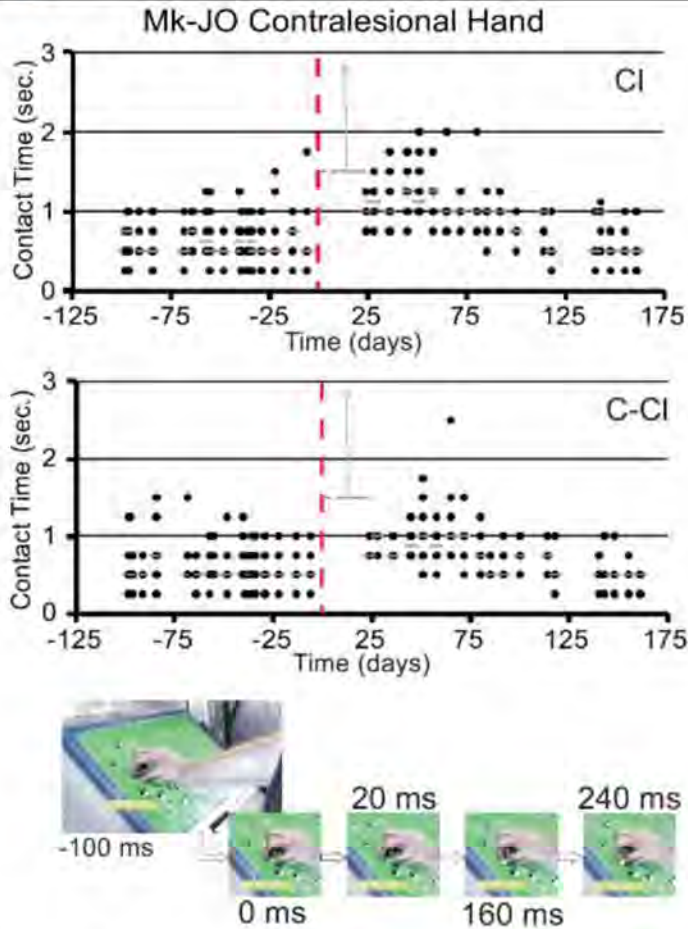 Mk-JO Contralesional Hand
CI
Contact Time (sec.)
3
2
1
0
-125 -75 -25 25 75 125 175
Time (days)
C-CI
Contact Time (sec.)
3
2
1
0
-125 -75 -25 25 75 125 175
Time (days)
-100 ms
0 ms
20 ms
160 ms
240 ms